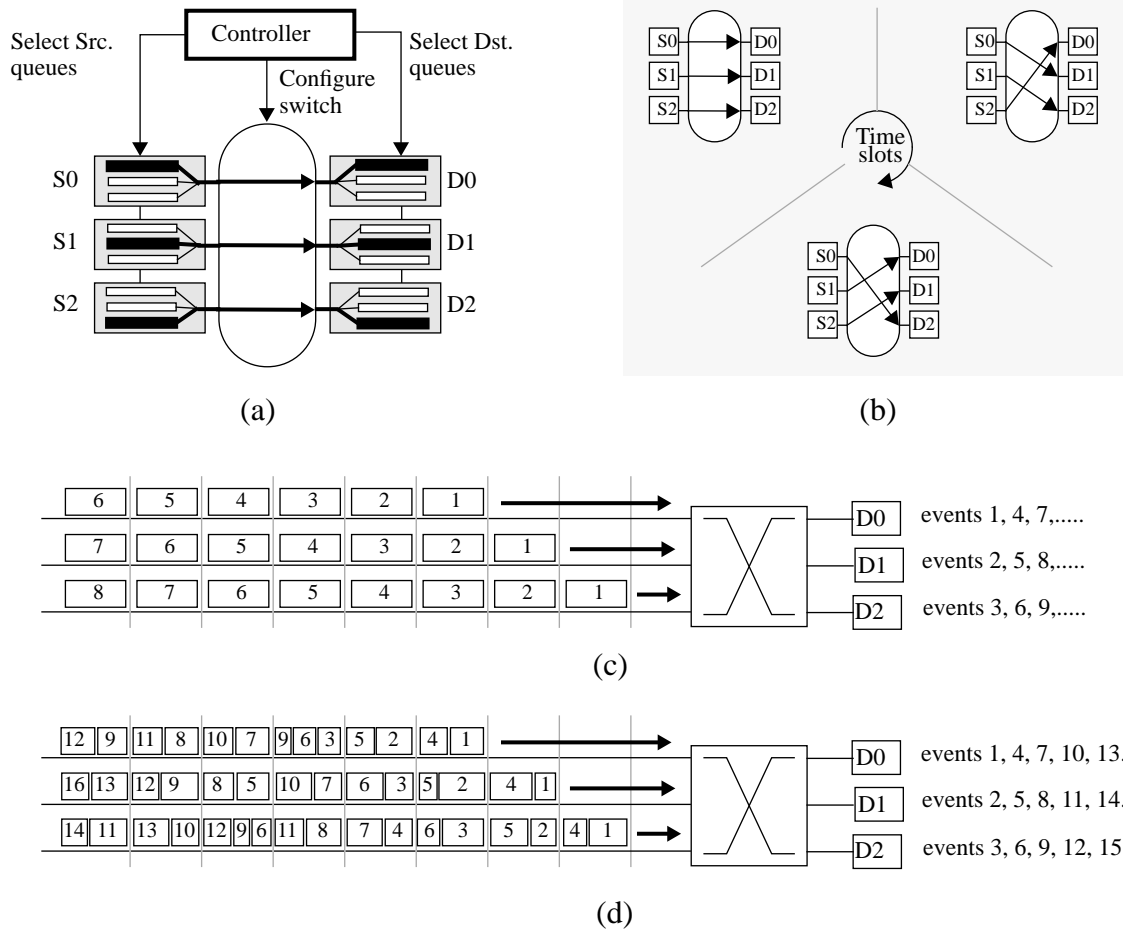 Controller
Select Src.
queues
Select Dst.
queues
Configure
switch
S0
D0
S1
D1
S2
D2
(a)
S0
D0
S1
D1
S2
D2
S0
D0
S1
D1
S2
D2
Time
slots
S0
D0
S1
D1
S2
D2
(b)
6 5 4 3 2 1
D0 events 1, 4, 7,.....
7 6 5 4 3 2 1
D1 events 2, 5, 8,.....
8 7 6 5 4 3 2 1
D2 events 3, 6, 9,.....
(c)
12 9 11 8 10 7 9 6 3 5 2 4 1
D0 events 1, 4, 7, 10, 13.
16 13 12 9 8 5 10 7 6 3 5 2 4 1
D1 events 2, 5, 8, 11, 14.
14 11 13 10 12 9 6 11 8 7 4 6 3 5 2 4 1
D2 events 3, 6, 9, 12, 15
(d)